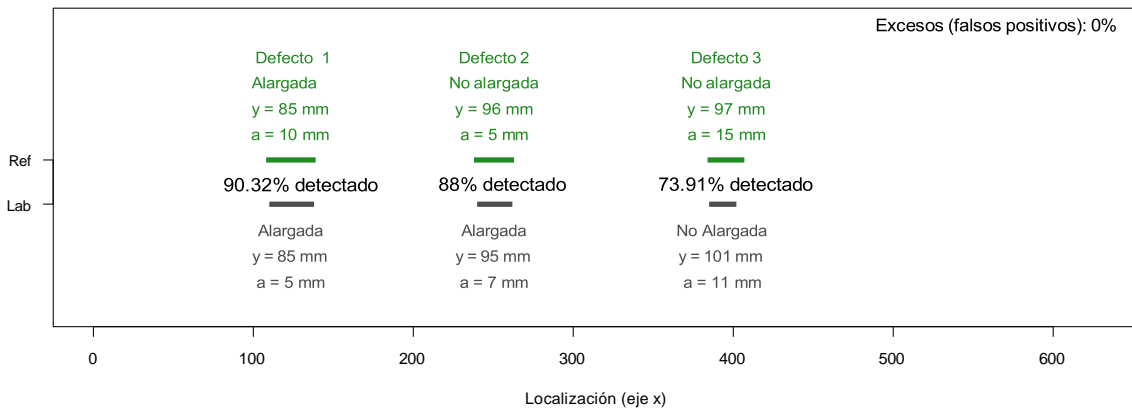 Excesos (falsos positivos): 0%
Defecto 1
Alargada
y = 85 mm
a = 10 mm
Defecto 2
No alargada
y = 96 mm
a = 5 mm
Defecto 3
No alargada
y = 97 mm
a = 15 mm
Ref
90.32% detectado
88% detectado
73.91% detectado
Lab
Alargada
y = 85 mm
a = 5 mm
Alargada
y = 95 mm
a = 7 mm
No Alargada
y = 101 mm
a = 11 mm
0 100 200 300 400 500 600
Localización (eje x)